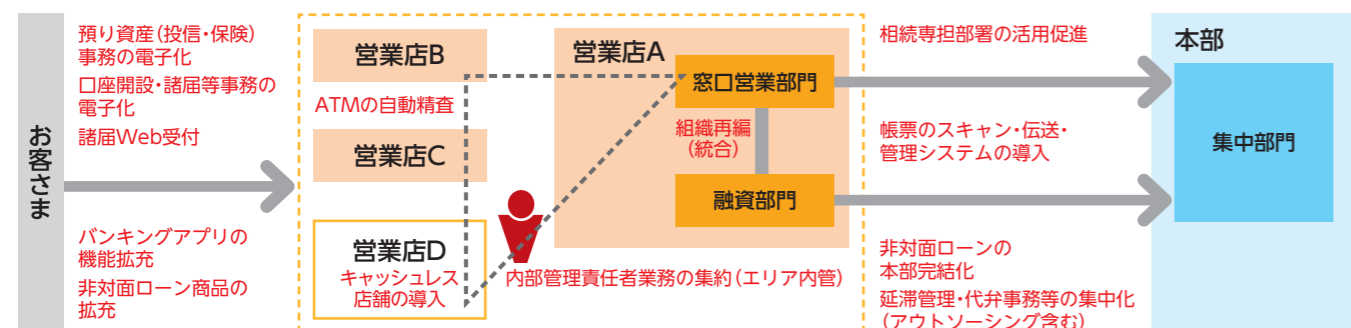 お客さま
預り資産(投信・保険)
事務の電子化
口座開設・諸届等事務の
電子化
諸届Web受付
バンキングアプリの
機能拡充
非対面ローン商品の
拡充
営業店B
ATMの自動精査
営業店C
営業店D
キャッシュレス
店舗の導入
営業店A
窓口営業部門
組織再編
(統合)
融資部門
内部管理責任者業務の集約(エリア内管)
相続専担部署の活用促進
帳票のスキャン・伝送・
管理システムの導入
非対面ローンの
本部完結化
延滞管理・代弁事務等の集中化
(アウトソーシング含む)
本部
集中部門